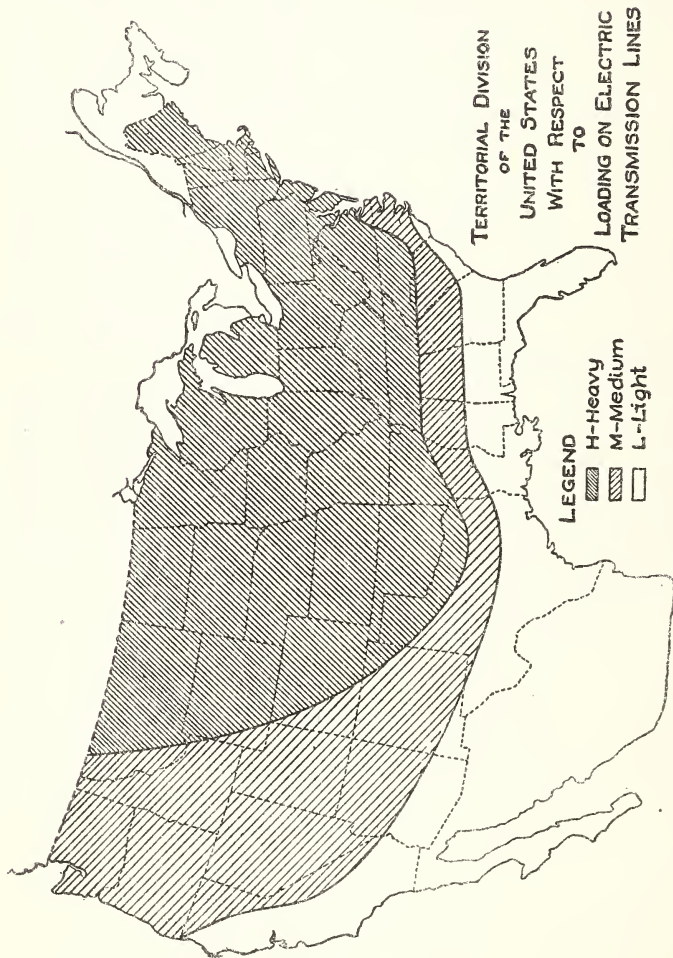 TERRITORIAL DIVISION
OF THE
UNITED STATES
WITH RESPECT
TO
LOADING ON ELECTRIC
TRANSMISSION LINES
LEGEND
H-Heavy
M-Medium
L-Light